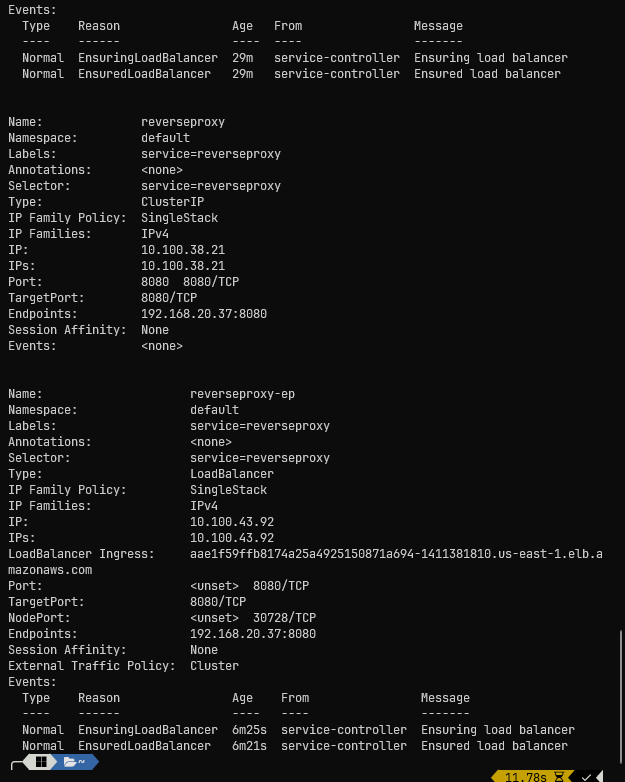 Events:
  Type    Reason                Age   From                Message
  ----    ------                ----  ----                -------
  Normal  EnsuringLoadBalancer  29m   service-controller  Ensuring load balancer
  Normal  EnsuredLoadBalancer   29m   service-controller  Ensured load balancer
Name:              reverseproxy
Namespace:         default
Labels:            service=reverseproxy
Annotations:       <none>
Selector:          service=reverseproxy
Type:              ClusterIP
IP Family Policy:  SingleStack
IP Families:       IPv4
IP:                10.100.38.21
IPs:               10.100.38.21
Port:              8080  8080/TCP
TargetPort:        8080/TCP
Endpoints:         192.168.20.37:8080
Session Affinity:  None
Events:            <none>
Name:                     reverseproxy-ep
Namespace:                default
Labels:                   service=reverseproxy
Annotations:              <none>
Selector:                 service=reverseproxy
Type:                     LoadBalancer
IP Family Policy:         SingleStack
IP Families:              IPv4
IP:                       10.100.43.92
IPs:                      10.100.43.92
LoadBalancer Ingress:     aae1f59ffb8174a25a4925150871a694-1411381810.us-east-1.elb.a
mazonaws.com
Port:                     <unset>  8080/TCP
TargetPort:               8080/TCP
NodePort:                 <unset>  30728/TCP
Endpoints:                192.168.20.37:8080
Session Affinity:         None
External Traffic Policy:  Cluster
Events:
  Type    Reason                Age    From                Message
  ----    ------                ----   ----                -------
  Normal  EnsuringLoadBalancer  6m25s  service-controller  Ensuring load balancer
  Normal  EnsuredLoadBalancer   6m21s  service-controller  Ensured load balancer
~
11.78s